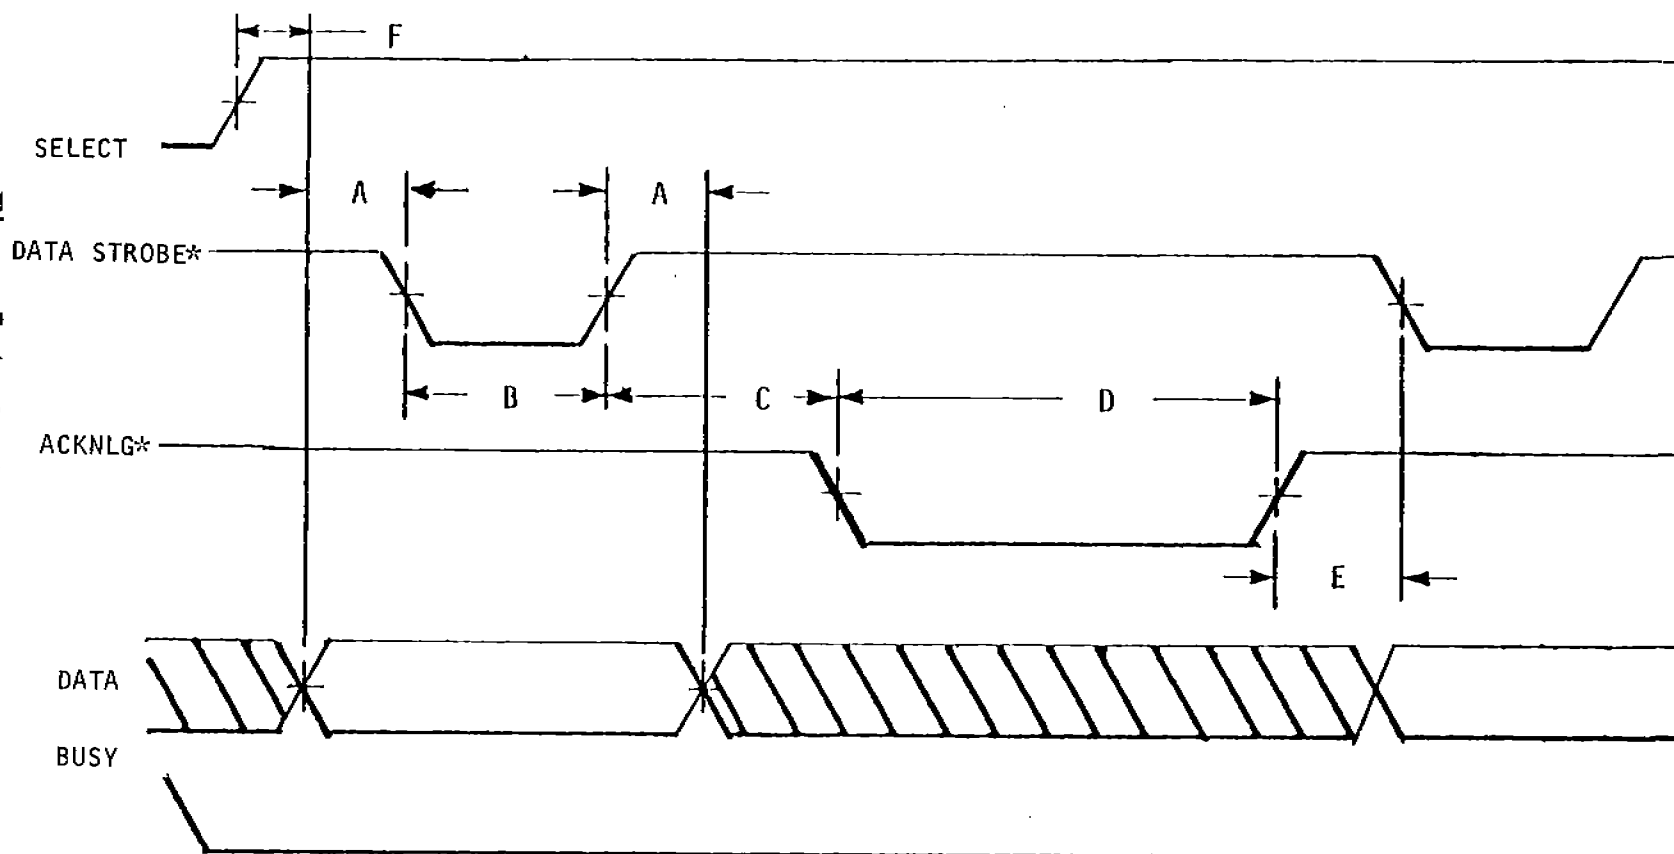 F
SELECT
A A
DATA STROBE*
B C D
ACKNLG*
E
DATA
BUSY